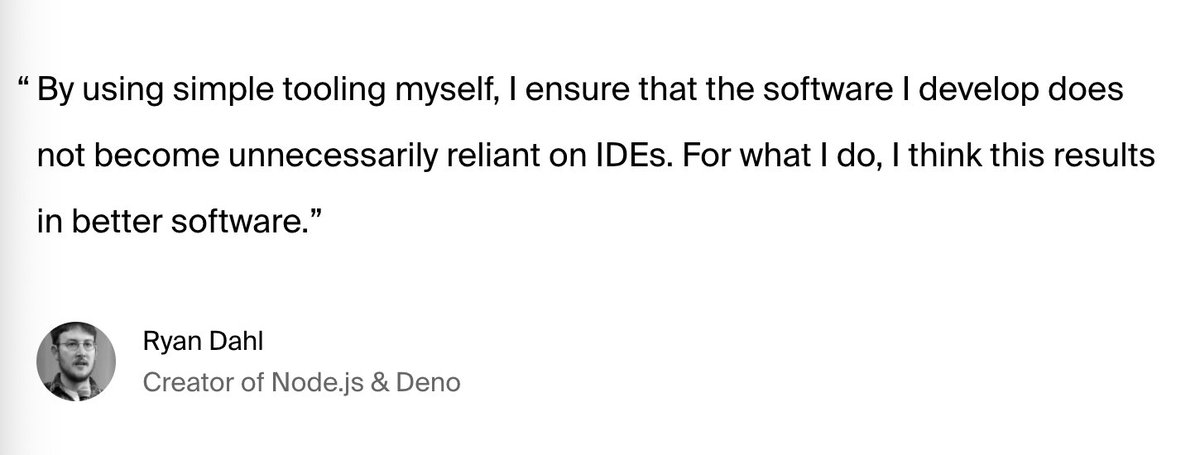 “ By using simple tooling myself, I ensure that the software I develop does
not become unnecessarily reliant on IDEs. For what I do, I think this results
in better software.”
Ryan Dahl
Creator of Node.js & Deno